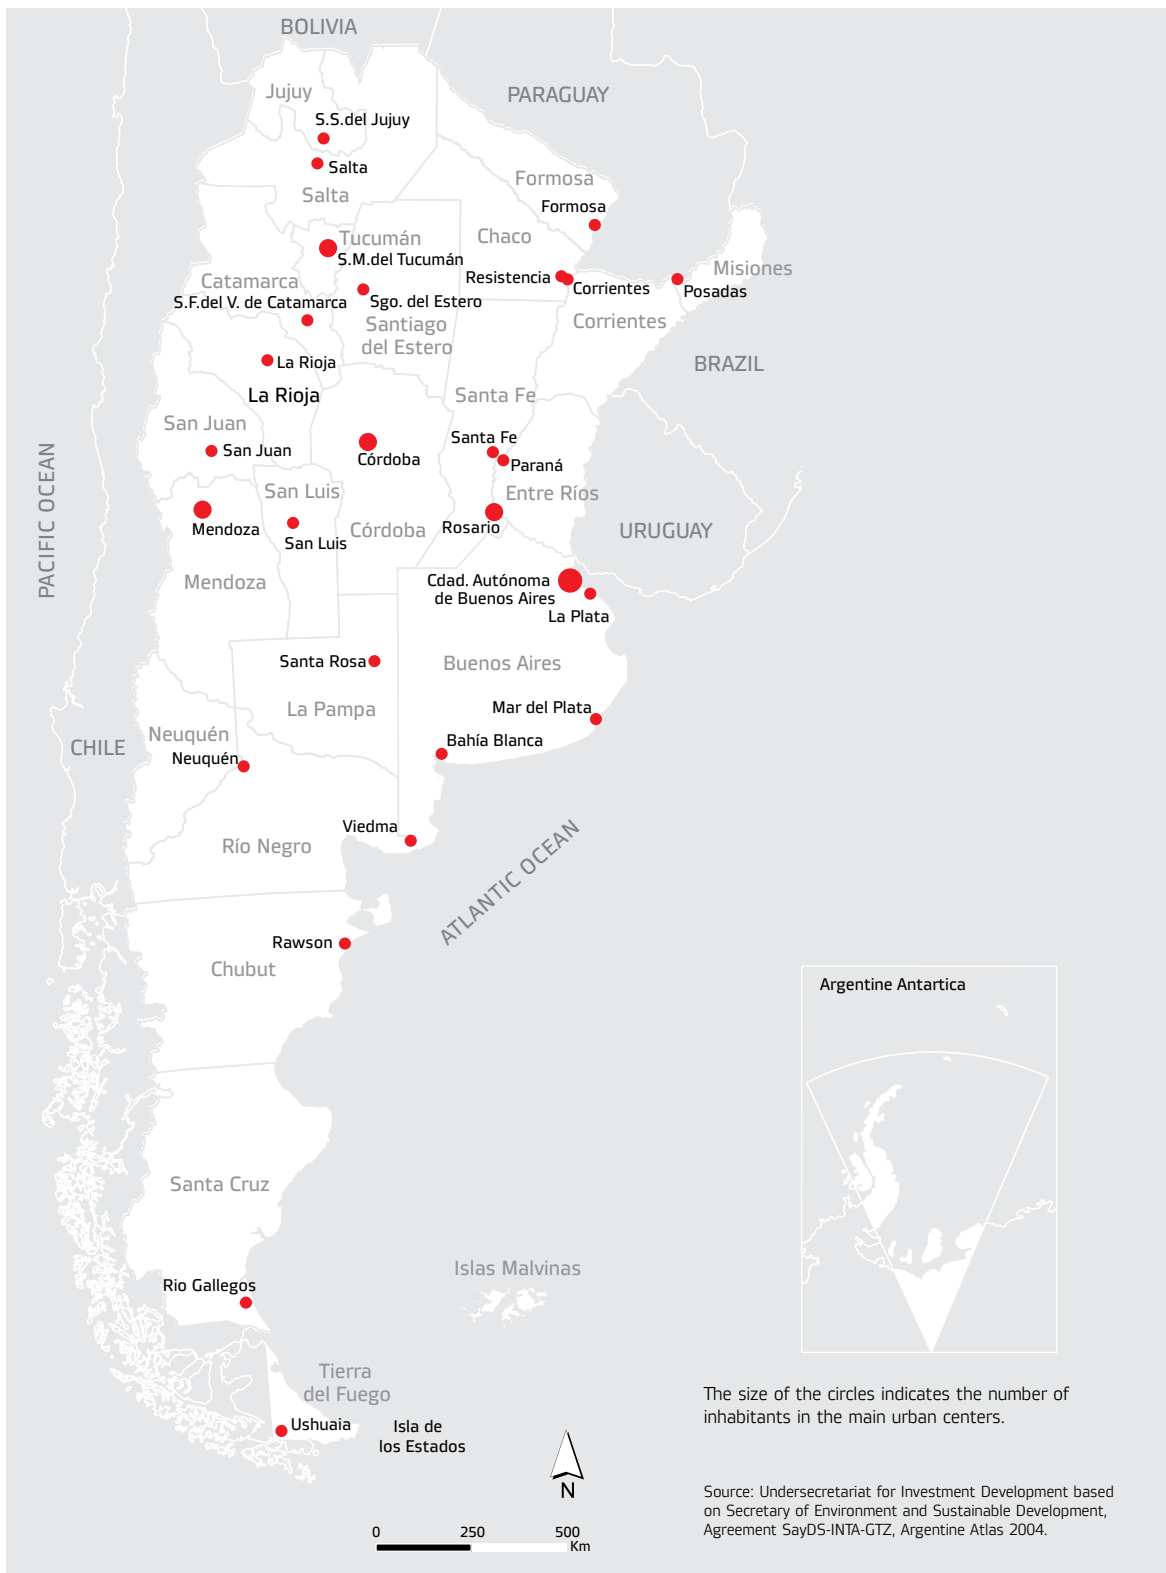 BOLIVIA
Jujuy
PARAGUAY
S.S.del Jujuy
Salta
Salta
Formosa
Formosa
Chaco
Tucumán
S.M.del Tucumán
Misiones
Catamarca
Resistencia
Corrientes
Posadas
S.F.del V. de Catamarca
Sgo. del Estero
Santiago
del Estero
Corrientes
La Rioja
BRAZIL
La Rioja
Santa Fe
San Juan
San Juan
Santa Fe
Córdoba
Paraná
San Luis
Entre Ríos
PACIFIC OCEAN
Mendoza
San Luis
Córdoba
Rosario
URUGUAY
Mendoza
Cdad. Autónoma
de Buenos Aires
La Plata
Santa Rosa
Buenos Aires
La Pampa
Mar del Plata
Neuquén
CHILE
Bahía Blanca
Neuquén
Viedma
Río Negro
ATLANTIC OCEAN
Rawson
Chubut
Argentine Antartica
Santa Cruz
Islas Malvinas
Rio Gallegos
Tierra
del Fuego
Ushuaia
Isla de
los Estados
N
0 250 500
Km
The size of the circles indicates the number of
inhabitants in the main urban centers.
Source: Undersecretariat for Investment Development based
on Secretary of Environment and Sustainable Development,
Agreement SayDS-INTA-GTZ, Argentine Atlas 2004.